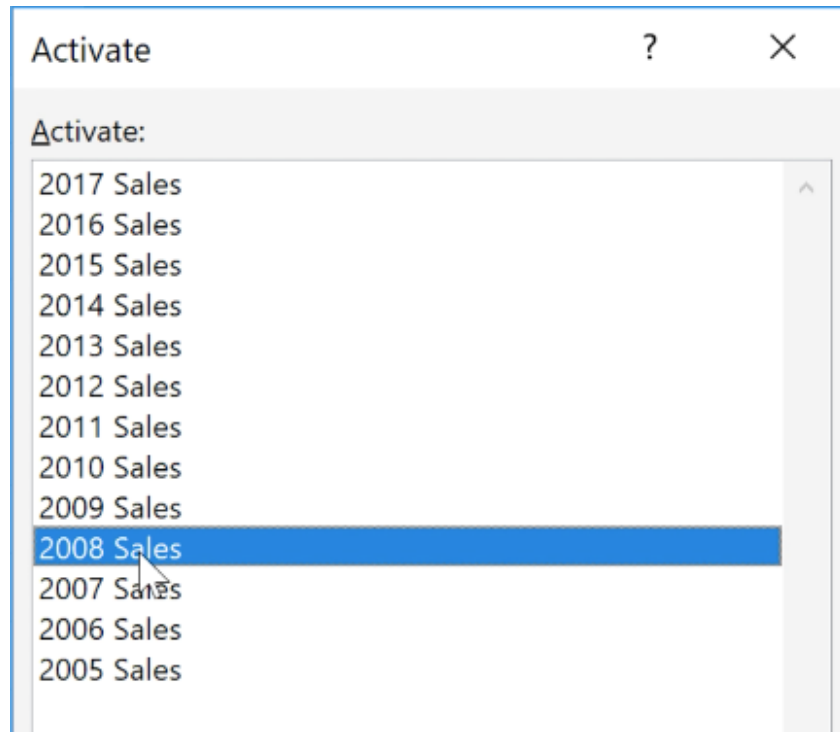 Activate ?
Activate:
2017 Sales
2016 Sales
2015 Sales
2014 Sales
2013 Sales
2012 Sales
2011 Sales
2010 Sales
2009 Sales
2008 Sales
2007 Sales
2006 Sales
2005 Sales